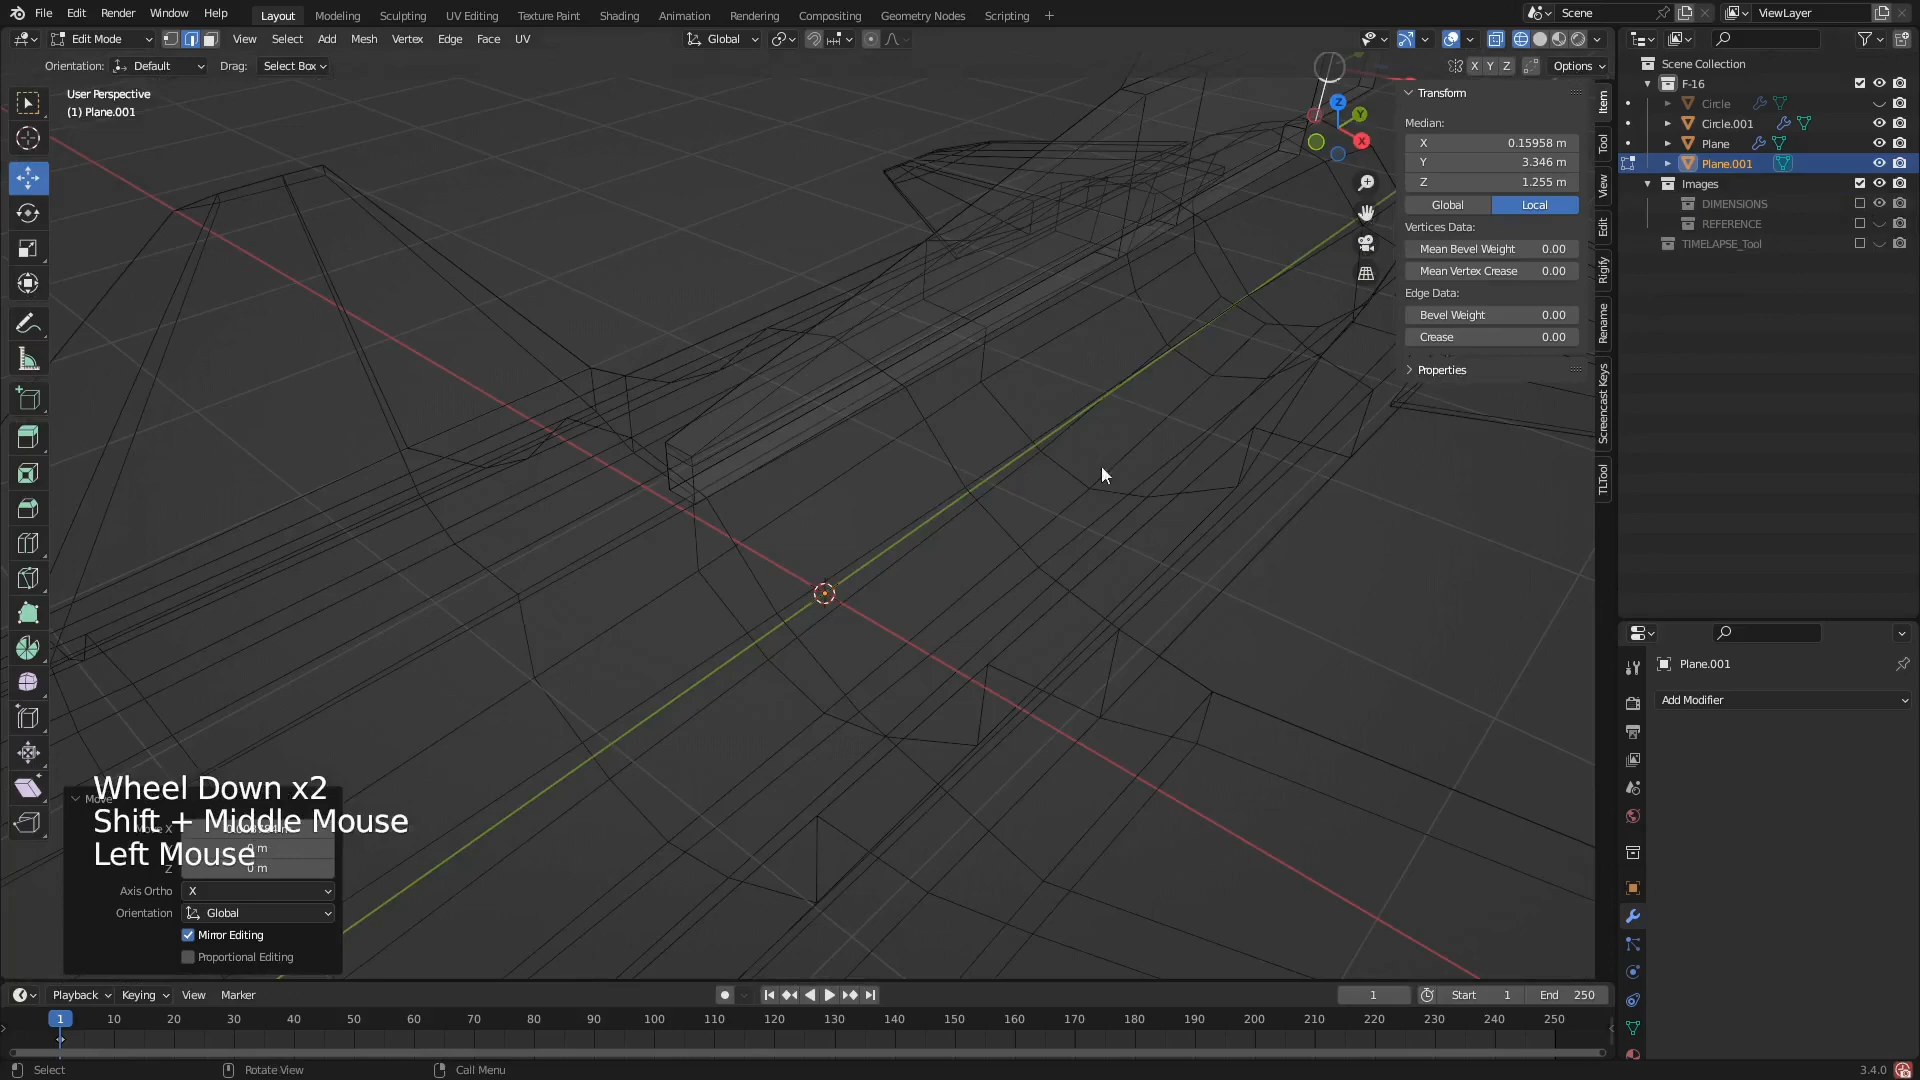 File Edit Render Window Help Layout Modeling Sculpting UV Editing Texture Paint Shading Animation Rendering Compositing Geometry Nodes Scripting + Scene ViewLayer
Edit Mode View Select Add Mesh Vertex Edge Face UV Global
Orientation: Default Drag: Select Box X Y Z Options
User Perspective
(1) Plane.001
Z
Y
X
Transform
Median:
X 0.15958 m
Y 3.346 m
Z 1.255 m
Global Local
Vertices Data:
Mean Bevel Weight 0.00
Mean Vertex Crease 0.00
Edge Data:
Bevel Weight 0.00
Crease 0.00
Properties
Item
Tool
View
Edit
Rigify
Rename
Screencast Keys
TLTool
Scene Collection
F-16
Circle
Circle.001
Plane
Plane.001
Images
DIMENSIONS
REFERENCE
TIMELAPSE_Tool
Plane.001
Add Modifier
Wheel Down x2
Shift + Middle Mouse
Left Mouse
Move
0 m
Z 0 m
Axis Ortho X
Orientation Global
Mirror Editing
Proportional Editing
Playback Keying View Marker 1 Start 1 End 250
1 10 20 30 40 50 60 70 80 90 100 110 120 130 140 150 160 170 180 190 200 210 220 230 240 250
Select Rotate View Call Menu 3.4.0